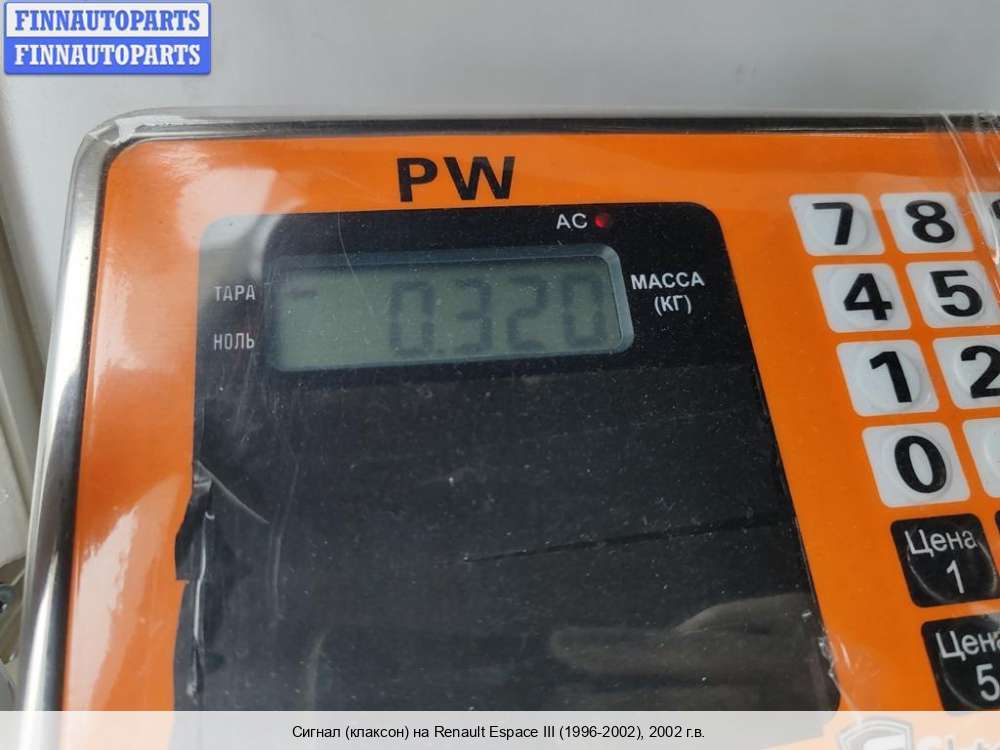 FINNAUTOPARTS
FINNAUTOPARTS
PW
AC
7 8
ТАРА
МАССА
(КГ)
0.320
НОЛЬ
4 5
1 2
0
Цена
1
Цена
5
Сигнал (клаксон) на Renault Espace III (1996-2002), 2002 г.в.